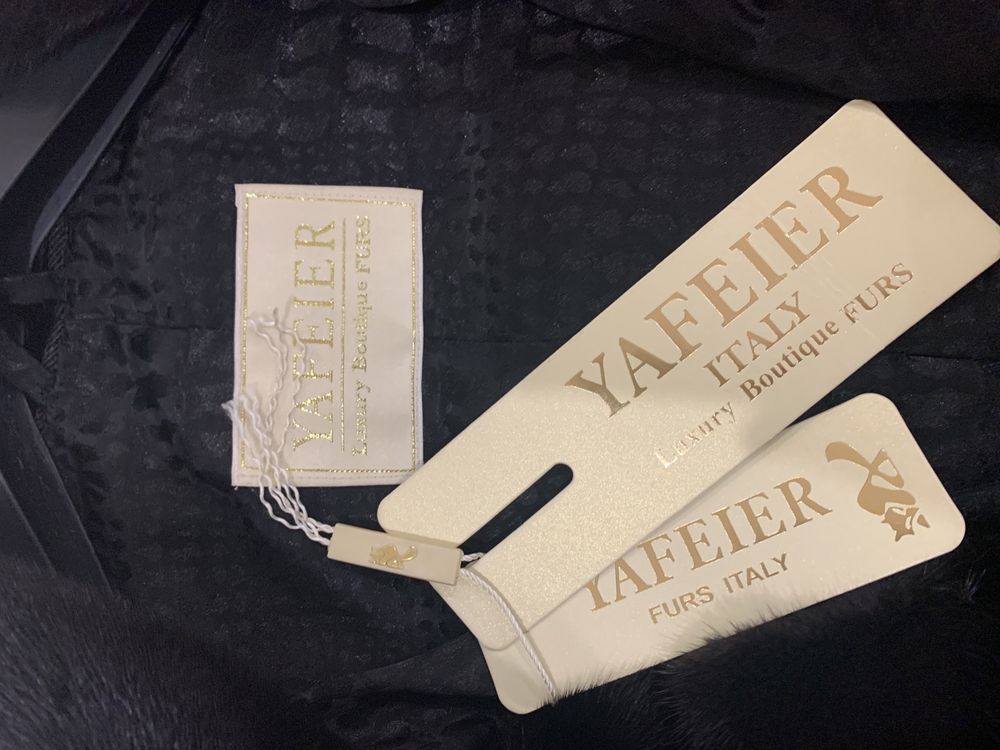 YAFEIER
Luxury Boutique FURS
YAFEIER
ITALY
Luxury Boutique FURS
YAFEIER
FURS ITALY